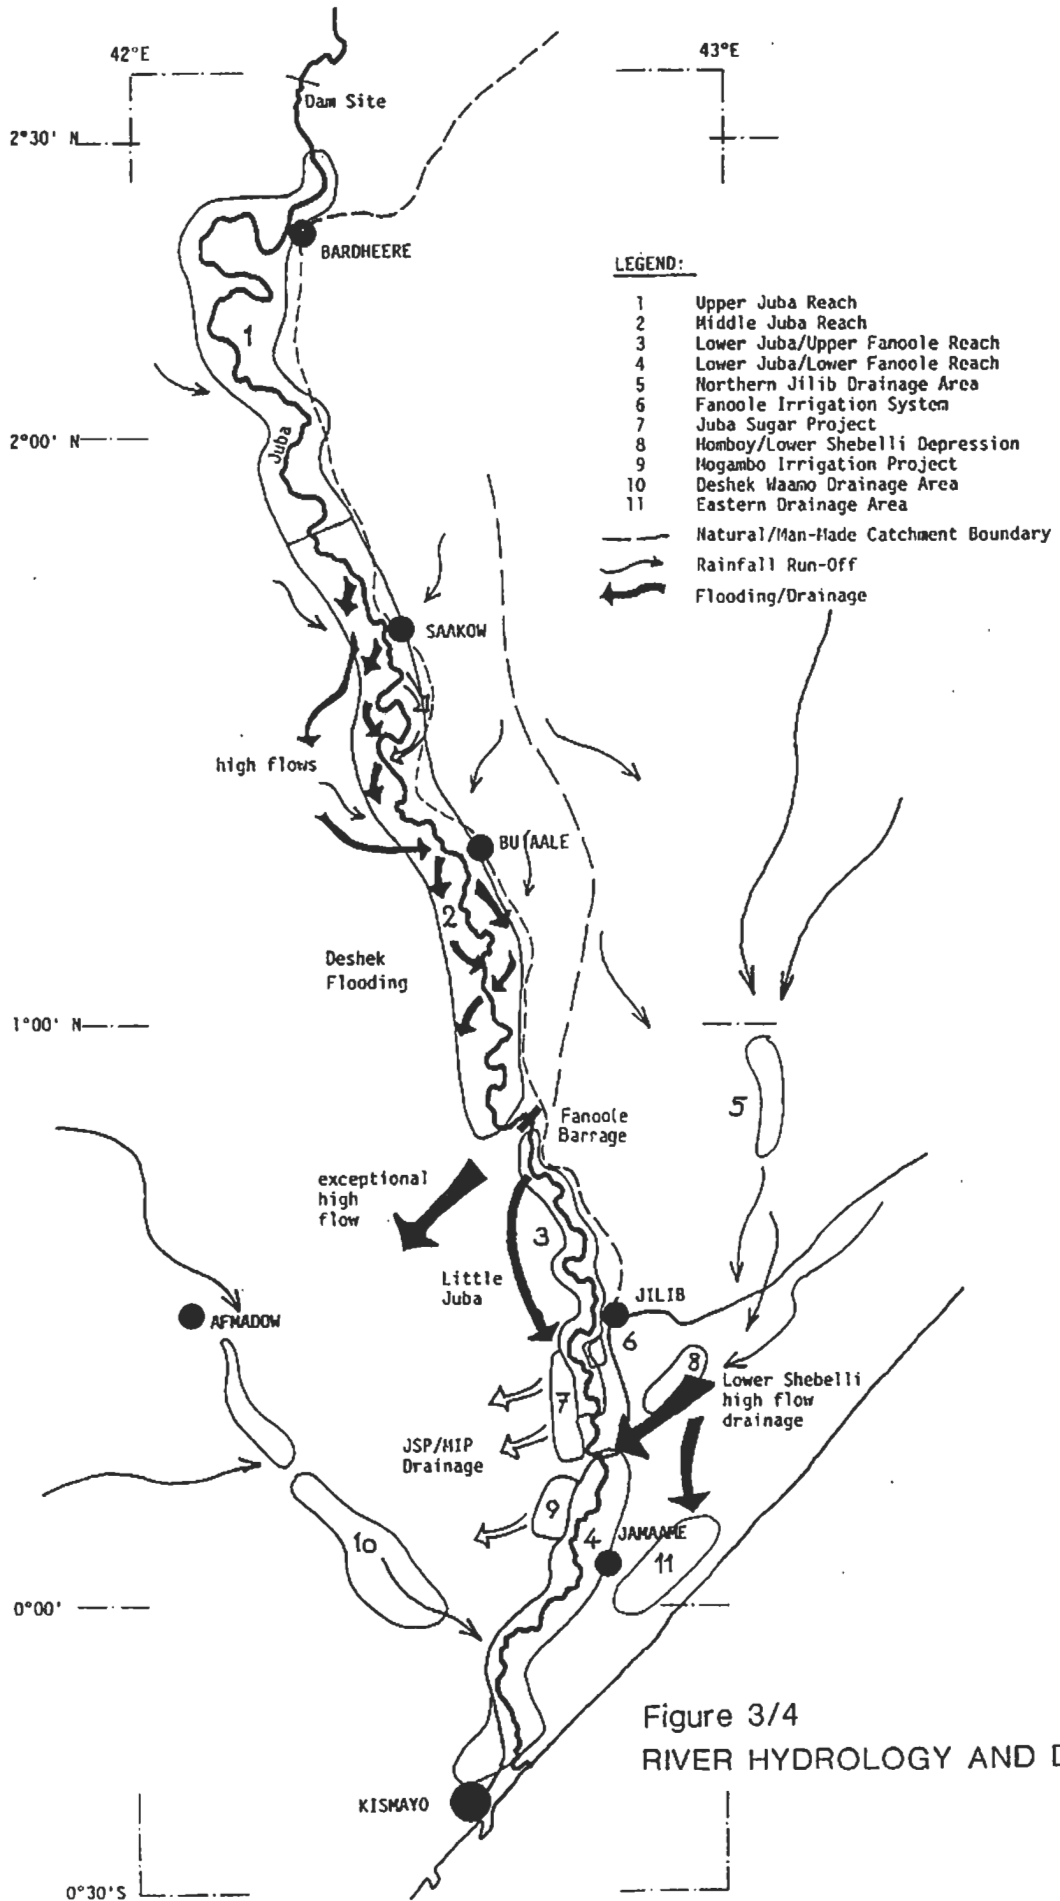 42°E
43°E
Dam Site
2°30' N
BARDHEERE
LEGEND:
1 Upper Juba Reach
2 Middle Juba Reach
3 Lower Juba/Upper Fanoole Reach
4 Lower Juba/Lower Fanoole Reach
5 Northern Jilib Drainage Area
6 Fanoole Irrigation System
7 Juba Sugar Project
8 Homboy/Lower Shebelli Depression
9 Mogambo Irrigation Project
10 Deshek Waamo Drainage Area
11 Eastern Drainage Area
Natural/Man-Made Catchment Boundary
Rainfall Run-Off
Flooding/Drainage
1
2°00' N
Juba
SAAKOW
high flows
BU'AALE
2
Deshek
Flooding
1°00' N
5
Fanoole
Barrage
exceptional
high
flow
3
Little
Juba
JILIB
AFMADOW
6
8
Lower Shebelli
high flow
drainage
7
JSP/MIP
Drainage
9
10
4
JAMAAME
11
0°00'
Figure 3/4
RIVER HYDROLOGY AND D
KISMAYO
0°30'S